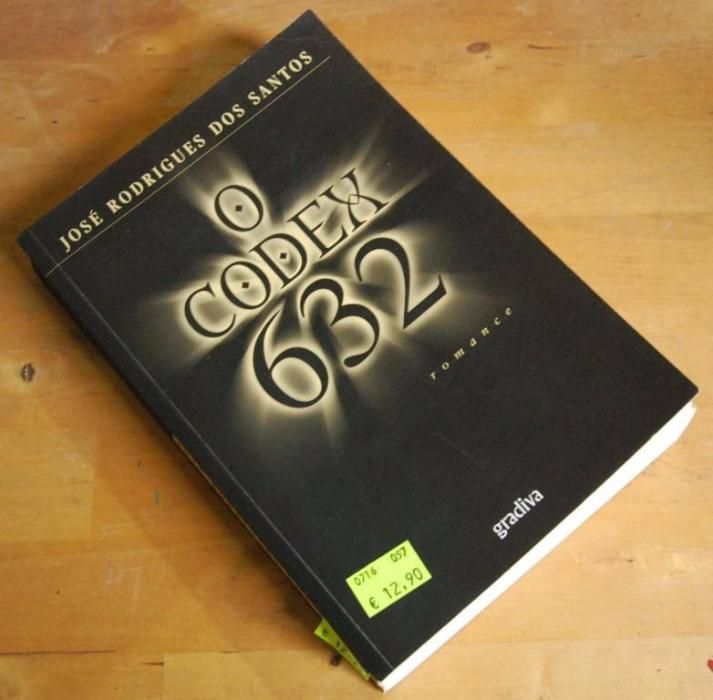 JOSÉ RODRIGUES DOS SANTOS
O
CODEX
632
romance
gradiva
0716 057
€ 12,90